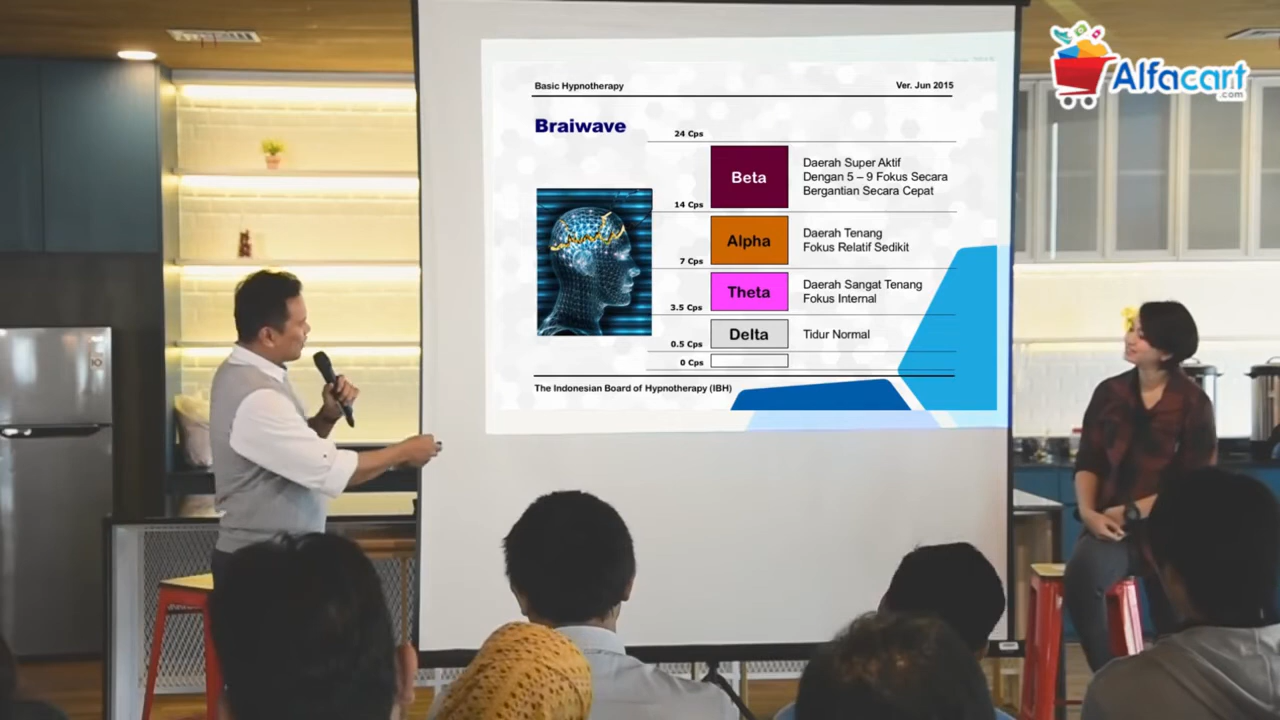 Alfacart
.com
Basic Hypnotherapy
Ver. Jun 2015
Braiwave
24 Cps
Beta
Daerah Super Aktif
Dengan 5 – 9 Fokus Secara
Bergantian Secara Cepat
14 Cps
Alpha
Daerah Tenang
Fokus Relatif Sedikit
7 Cps
Theta
Daerah Sangat Tenang
Fokus Internal
3.5 Cps
Delta
Tidur Normal
0.5 Cps
0 Cps
The Indonesian Board of Hypnotherapy (IBH)